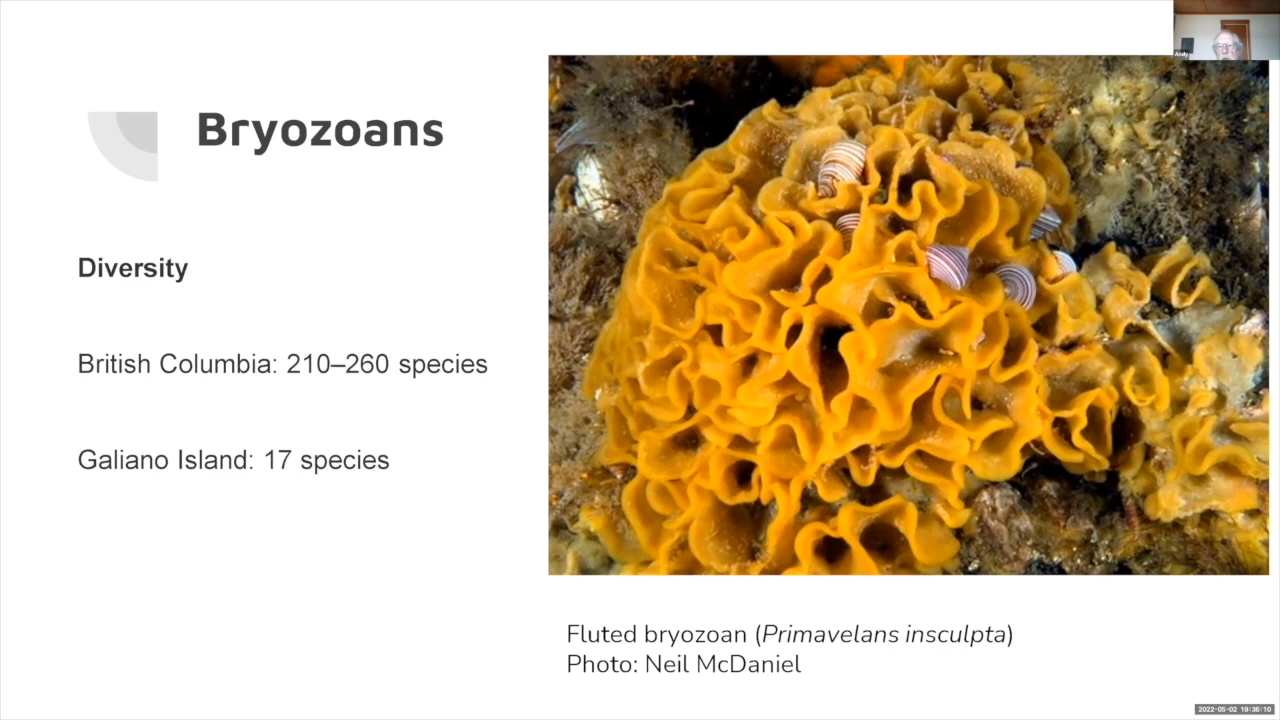 Andy
Bryozoans
Diversity
British Columbia: 210–260 species
Galiano Island: 17 species
Fluted bryozoan (Primavelans insculpta)
Photo: Neil McDaniel
2022-05-02 19:36:10